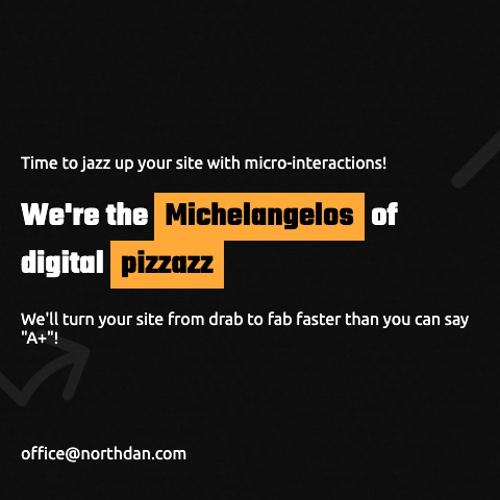 Time to jazz up your site with micro-interactions!
We're the Michelangelos of
digital pizzazz
We'll turn your site from drab to fab faster than you can say
"A+"!
office@northdan.com